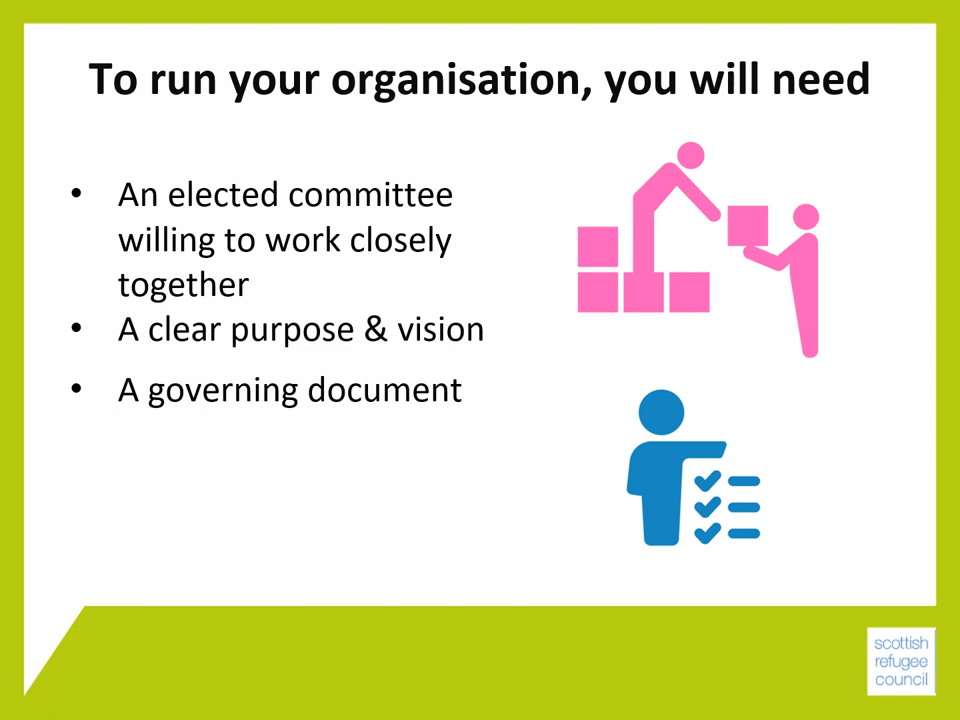 To run your organisation, you will need
• An elected committee
willing to work closely
together
• A clear purpose & vision
• A governing document
scottish
refugee
council